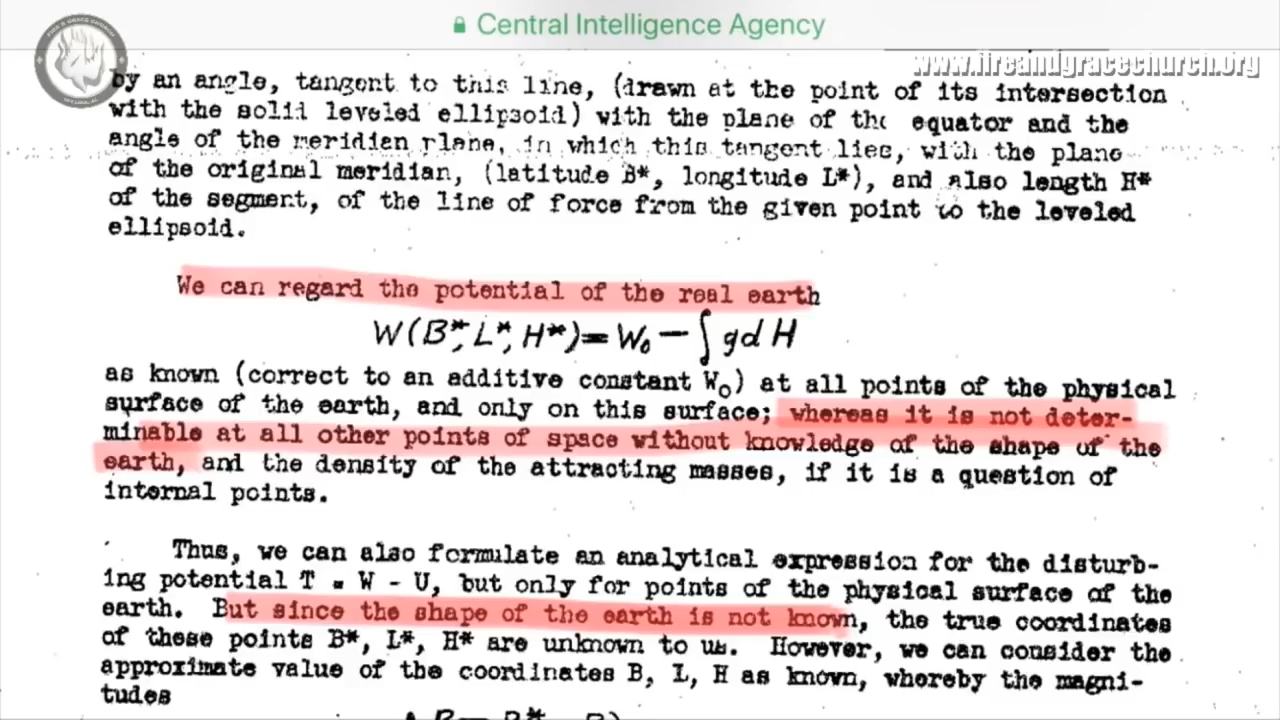 Central Intelligence Agency
FIRE & GRACE CHURCH
www.fireandgracechurch.org
by an angle, tangent to this line, (drawn at the point of its intersection
with the solid leveled ellipsoid) with the plane of the equator and the
angle of the meridian plane, in which this tangent lies, with the plane
of the original meridian, (latitude B*, longitude L*), and also length H*
of the segment, of the line of force from the given point to the leveled
ellipsoid.
We can regard the potential of the real earth
W(B*, L*, H*) = W₀ - ∫ g d H
as known (correct to an additive constant W₀) at all points of the physical
surface of the earth, and only on this surface; whereas it is not deter-
minable at all other points of space without knowledge of the shape of the
earth, and the density of the attracting masses, if it is a question of
internal points.
Thus, we can also formulate an analytical expression for the disturb-
ing potential T = W - U, but only for points of the physical surface of the
earth. But since the shape of the earth is not known, the true coordinates
of these points B*, L*, H* are unknown to us. However, we can consider the
approximate value of the coordinates B, L, H as known, whereby the magni-
tudes